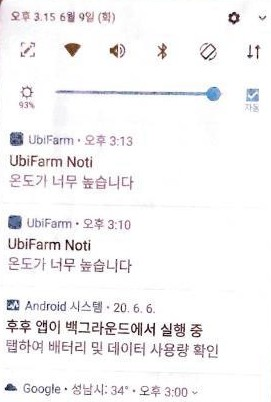 오후 3.15 6월 9일 (화)
93%
자동
UbiFarm • 오후 3:13
UbiFarm Noti
온도가 너무 높습니다
UbiFarm • 오후 3:10
UbiFarm Noti
온도가 너무 높습니다
Android 시스템 • 20. 6. 6.
후후 앱이 백그라운드에서 실행 중
탭하여 배터리 및 데이터 사용량 확인
Google • 성남시: 34° • 오후 3:00